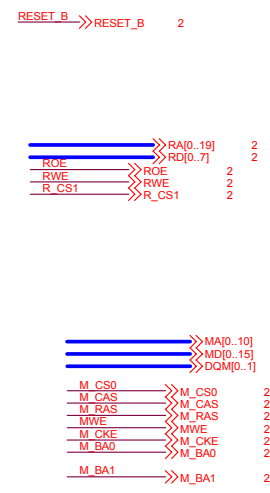 RESET_B RESET_B 2
RA[0..19] 2
RD[0..7] 2
ROE ROE 2
RWE RWE 2
R_CS1 R_CS1 2
MA[0..10]
MD[0..15]
DQM[0..1]
M_CS0 M_CS0 2
M_CAS M_CAS 2
M_RAS M_RAS 2
MWE MWE 2
M_CKE M_CKE 2
M_BA0 M_BA0 2
M_BA1 M_BA1 2